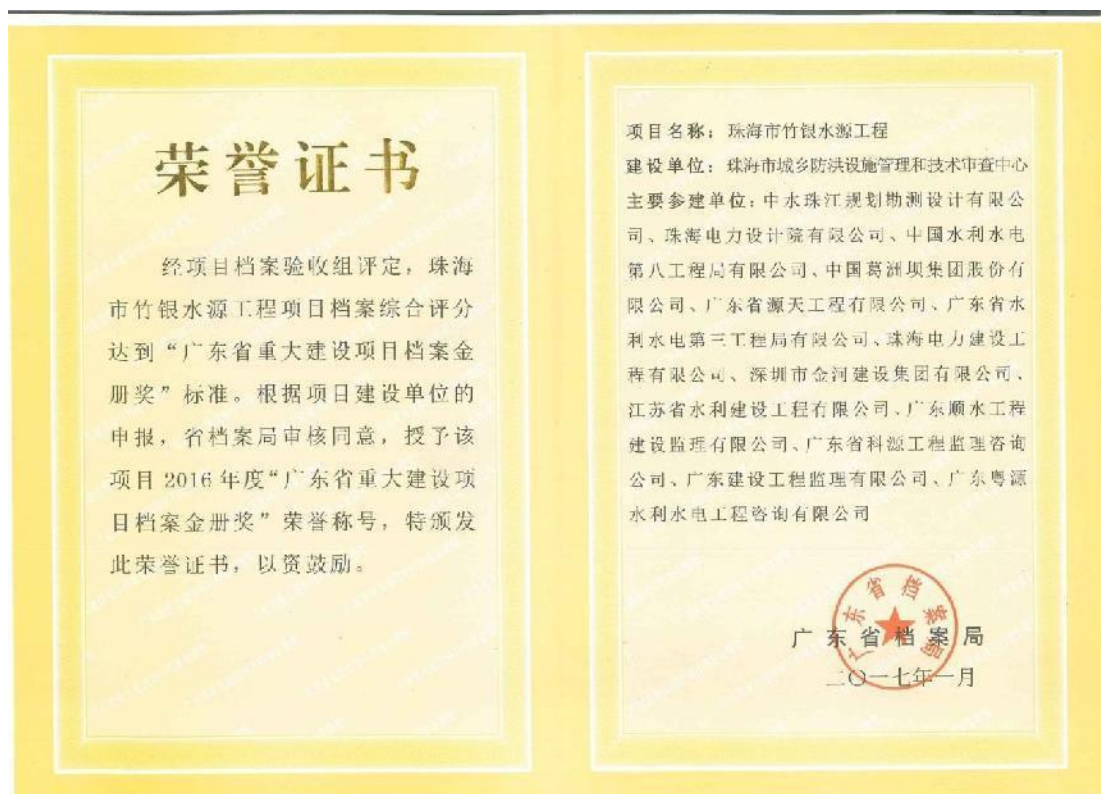 荣誉证书
经项目档案验收组评定，珠海
市竹银水源工程项目档案综合评分
达到“广东省重大建设项目档案金
册奖”标准。根据项目建设单位的
申报，省档案局审核同意，授予该
项目 2016 年度“广东省重大建设项
目档案金册奖”荣誉称号，特颁发
此荣誉证书，以资鼓励。
项目名称：珠海市竹银水源工程
建设单位：珠海市城乡防洪设施管理和技术审查中心
主要参建单位：中水珠江规划勘测设计有限公
司、珠海电力设计院有限公司、中国水利水电
第八工程局有限公司、中国葛洲坝集团股份有
限公司、广东省源天工程有限公司、广东省水
利水电第三工程局有限公司、珠海电力建设工
程有限公司、深圳市金河建设集团有限公司、
江苏省水利建设工程有限公司、广东顺水工程
建设监理有限公司、广东省科源工程监理咨询
公司、广东建设工程监理有限公司、广东粤源
水利水电工程咨询有限公司
广东省档案局
广东省档案局
二〇一七年一月